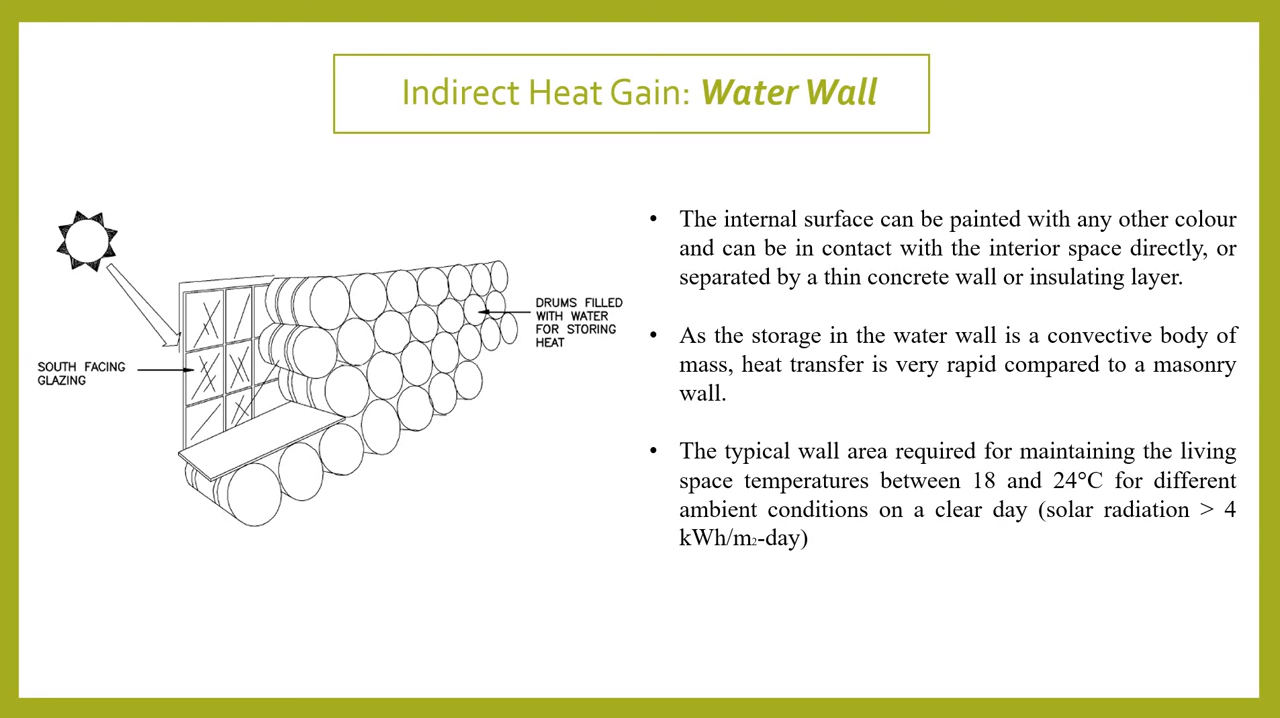 Indirect Heat Gain: Water Wall
SOUTH FACING
GLAZING
DRUMS FILLED
WITH WATER
FOR STORING
HEAT
• The internal surface can be painted with any other colour
and can be in contact with the interior space directly, or
separated by a thin concrete wall or insulating layer.
• As the storage in the water wall is a convective body of
mass, heat transfer is very rapid compared to a masonry
wall.
• The typical wall area required for maintaining the living
space temperatures between 18 and 24°C for different
ambient conditions on a clear day (solar radiation > 4
kWh/m₂-day)